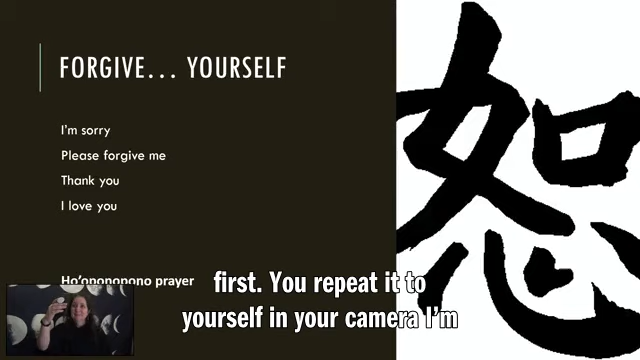 FORGIVE... YOURSELF
I'm sorry
Please forgive me
Thank you
I love you
Ho'oponopono prayer
first. You repeat it to
yourself in your camera I'm
恕